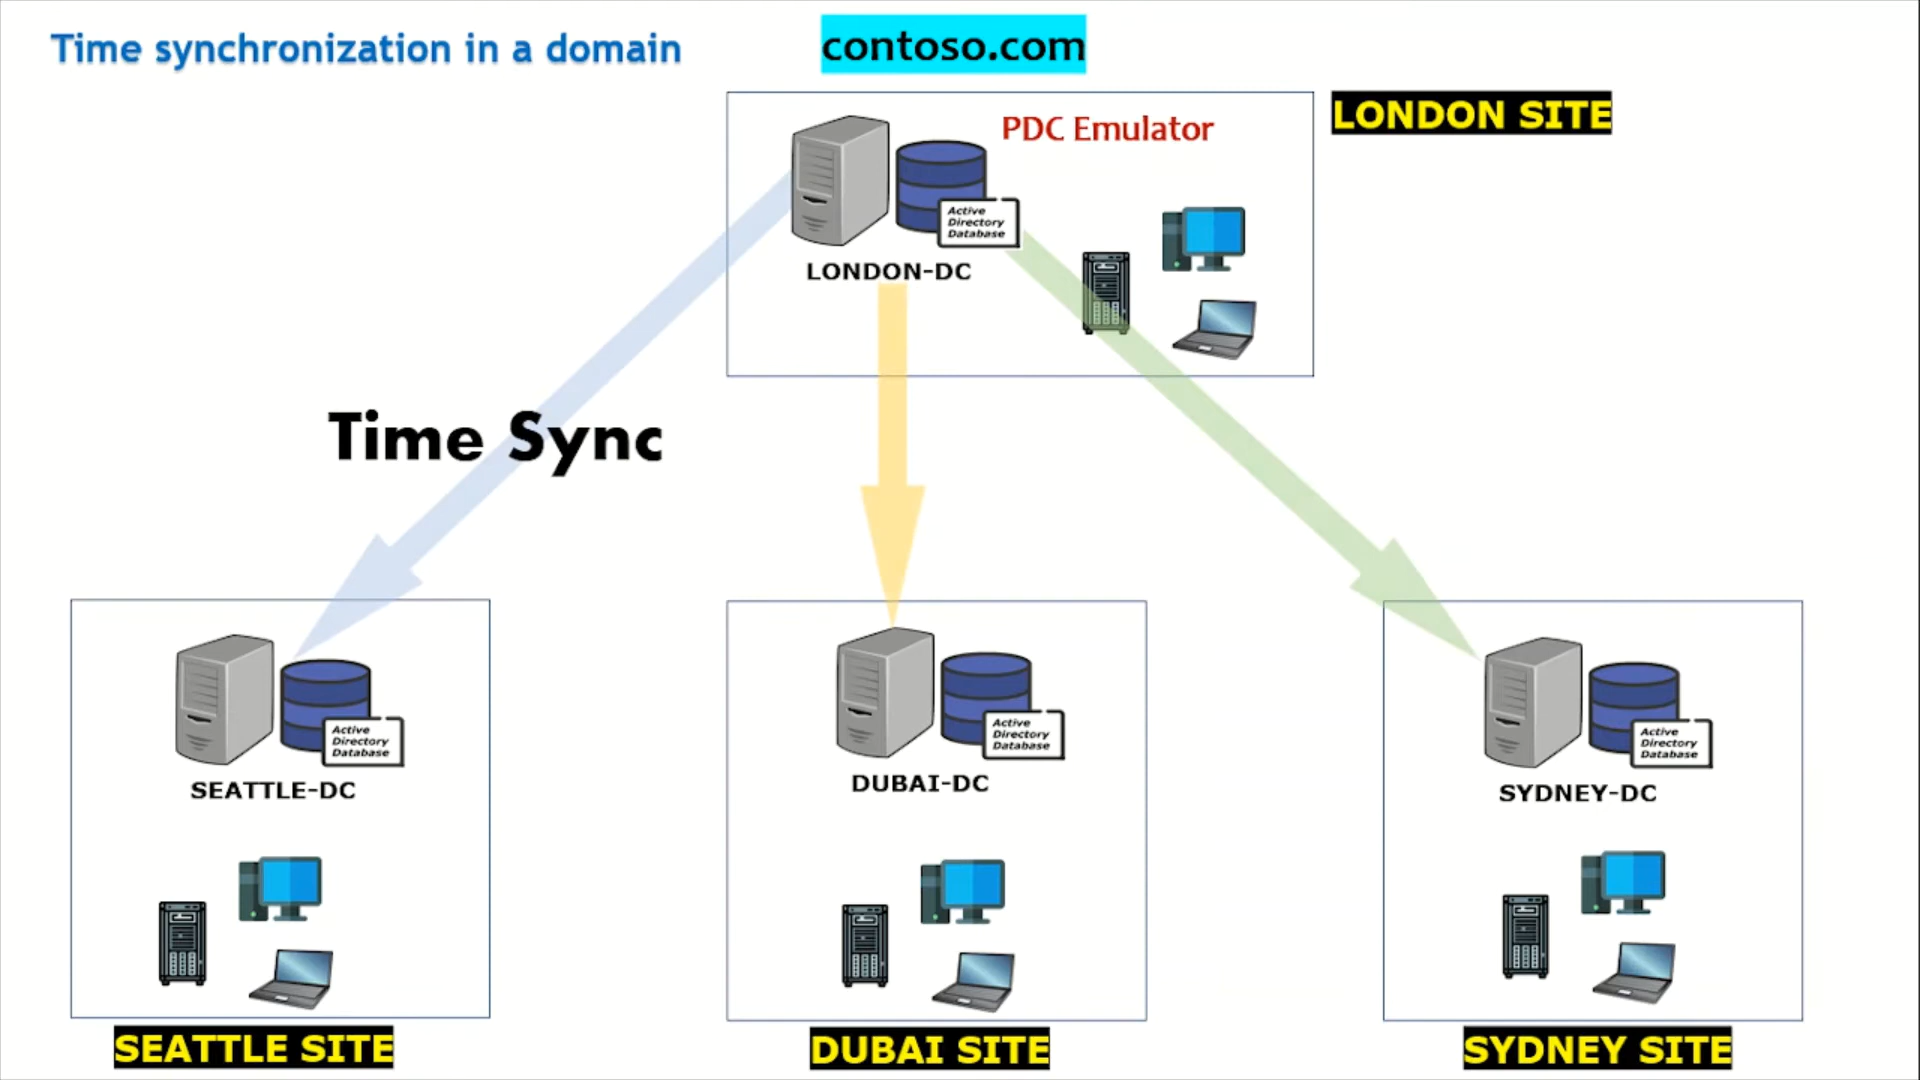 Time synchronization in a domain
contoso.com
LONDON SITE
PDC Emulator
Active
Directory
Database
LONDON-DC
Time Sync
Active
Directory
Database
SEATTLE-DC
Active
Directory
Database
DUBAI-DC
Active
Directory
Database
SYDNEY-DC
SEATTLE SITE
DUBAI SITE
SYDNEY SITE